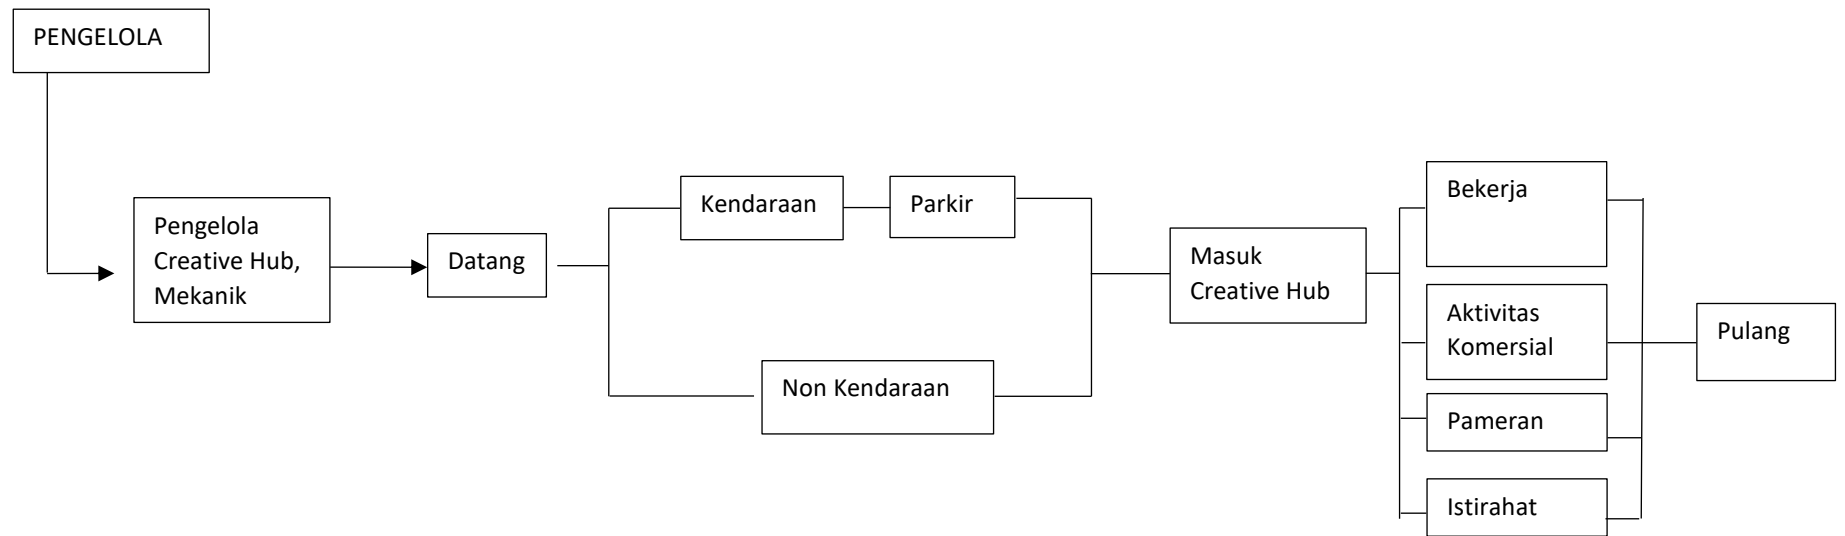 PENGELOLA
Pengelola
Creative Hub,
Mekanik
Datang
Kendaraan
Parkir
Non Kendaraan
Masuk
Creative Hub
Bekerja
Aktivitas
Komersial
Pameran
Istirahat
Pulang